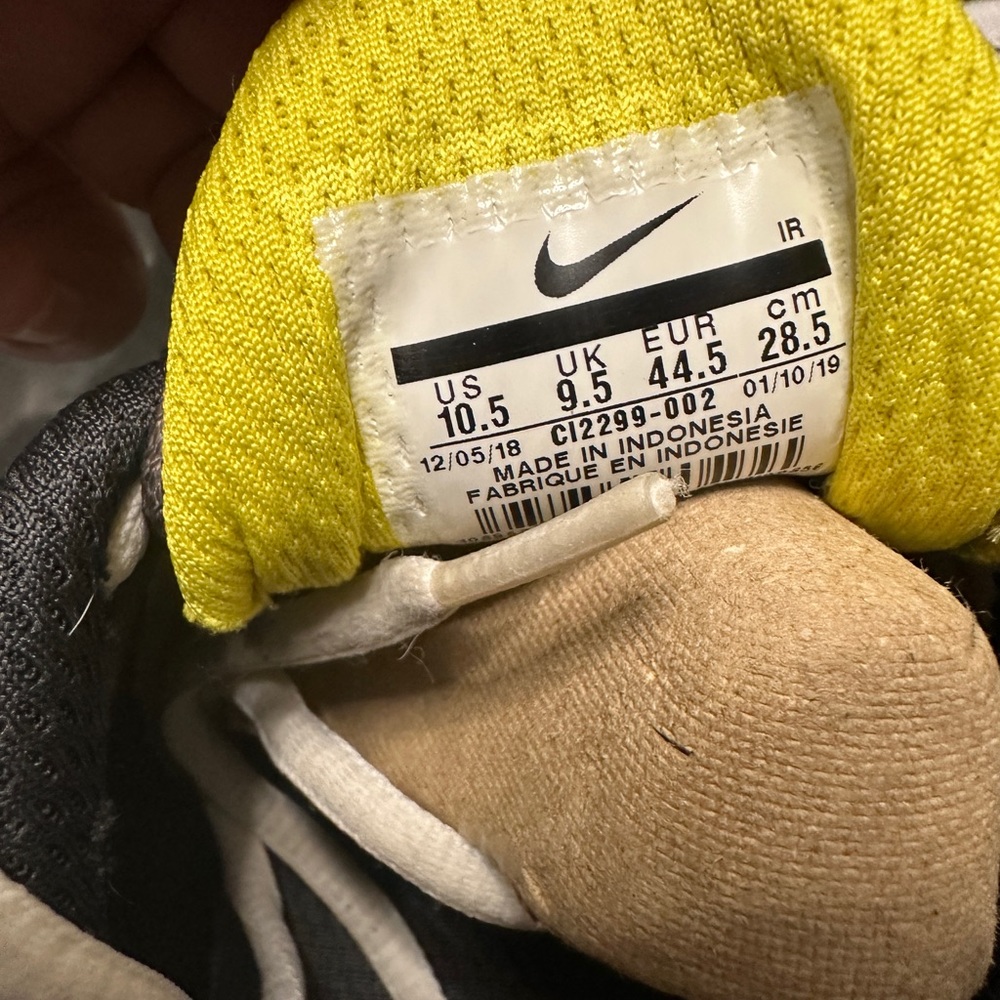 IR
US UK EUR cm
10.5 9.5 44.5 28.5
12/05/18 CI2299-002 01/10/19
MADE IN INDONESIA
FABRIQUE EN INDONESIE